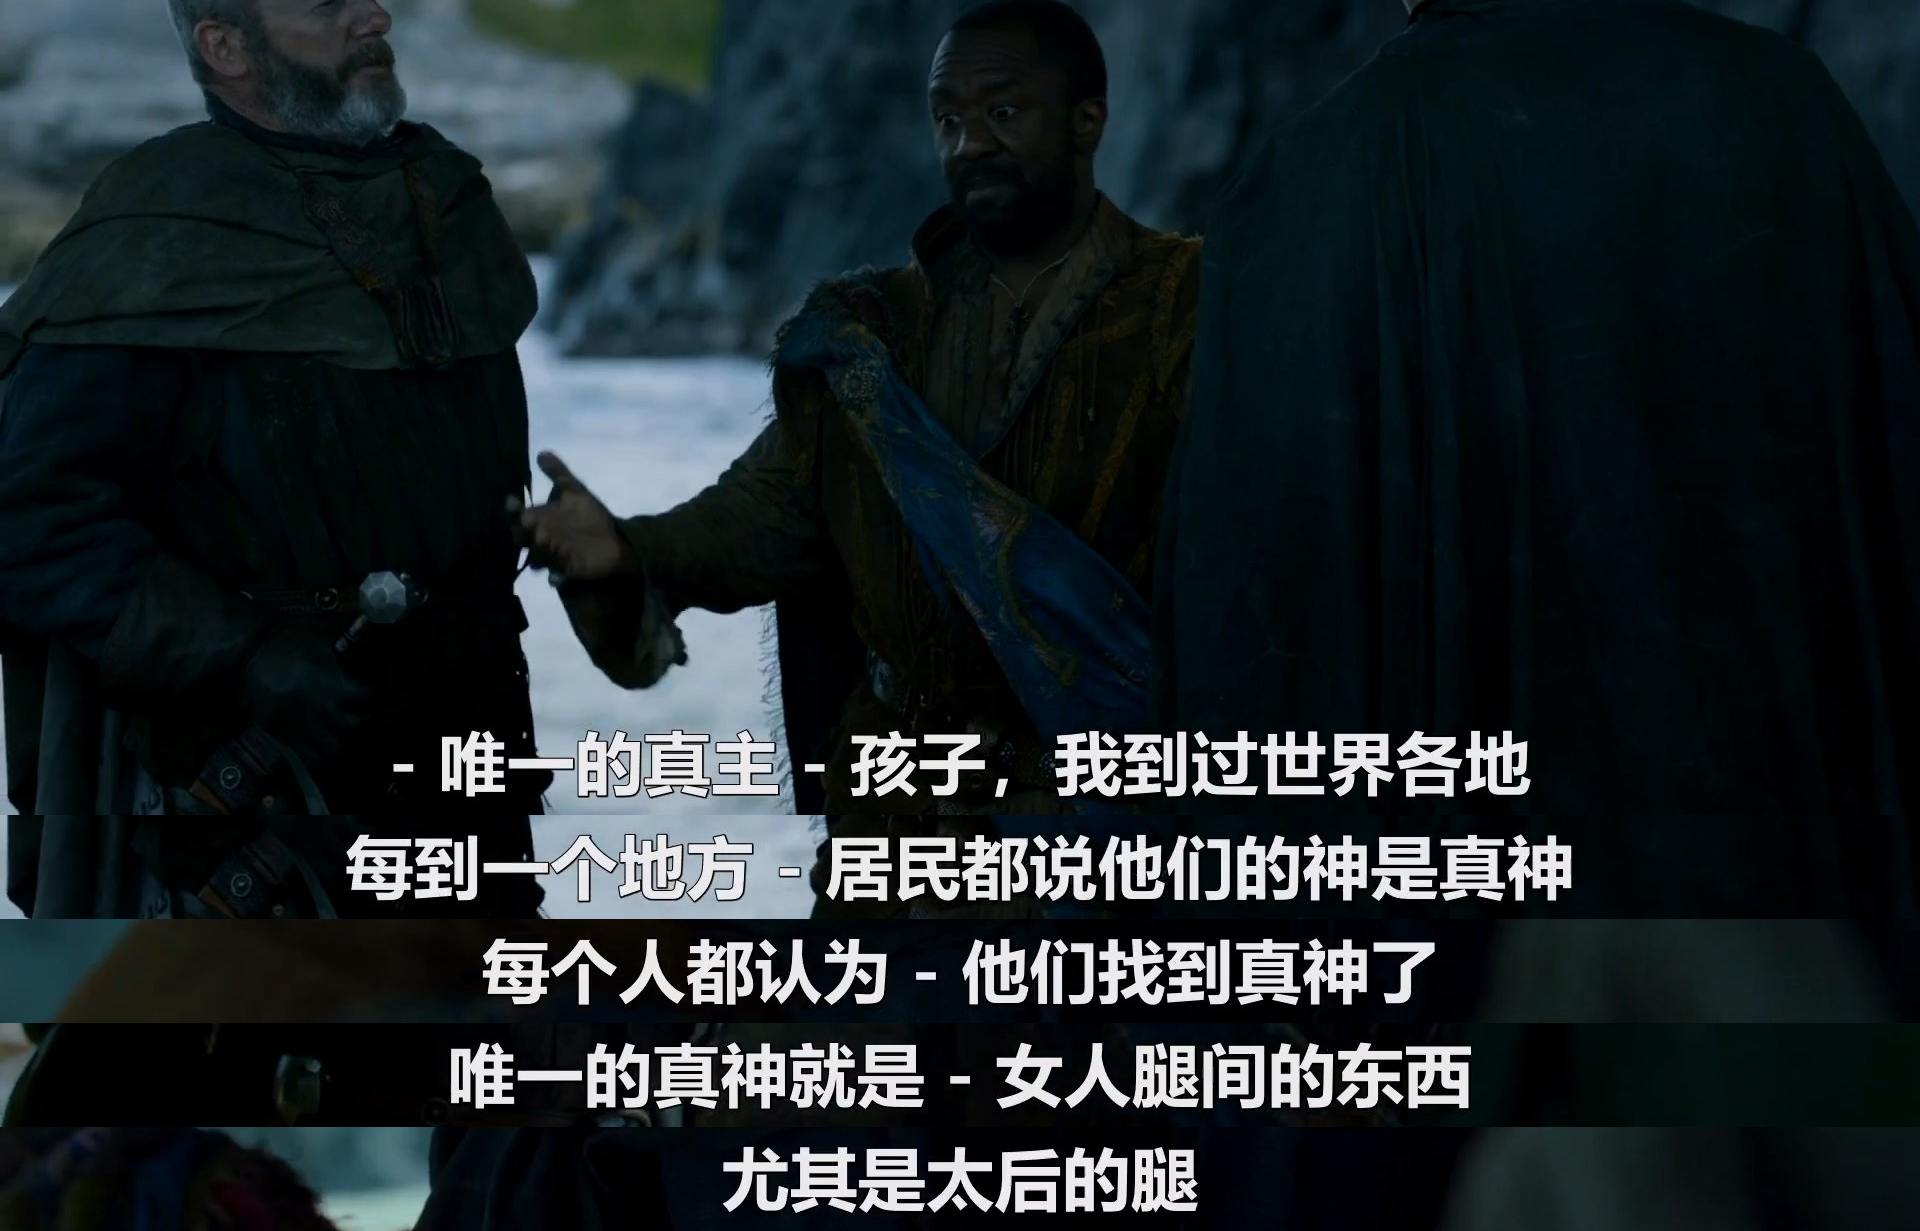 - 唯一的真主 - 孩子，我到过世界各地
每到一个地方 - 居民都说他们的神是真神
每个人都认为 - 他们找到真神了
唯一的真神就是 - 女人腿间的东西
尤其是太后的腿